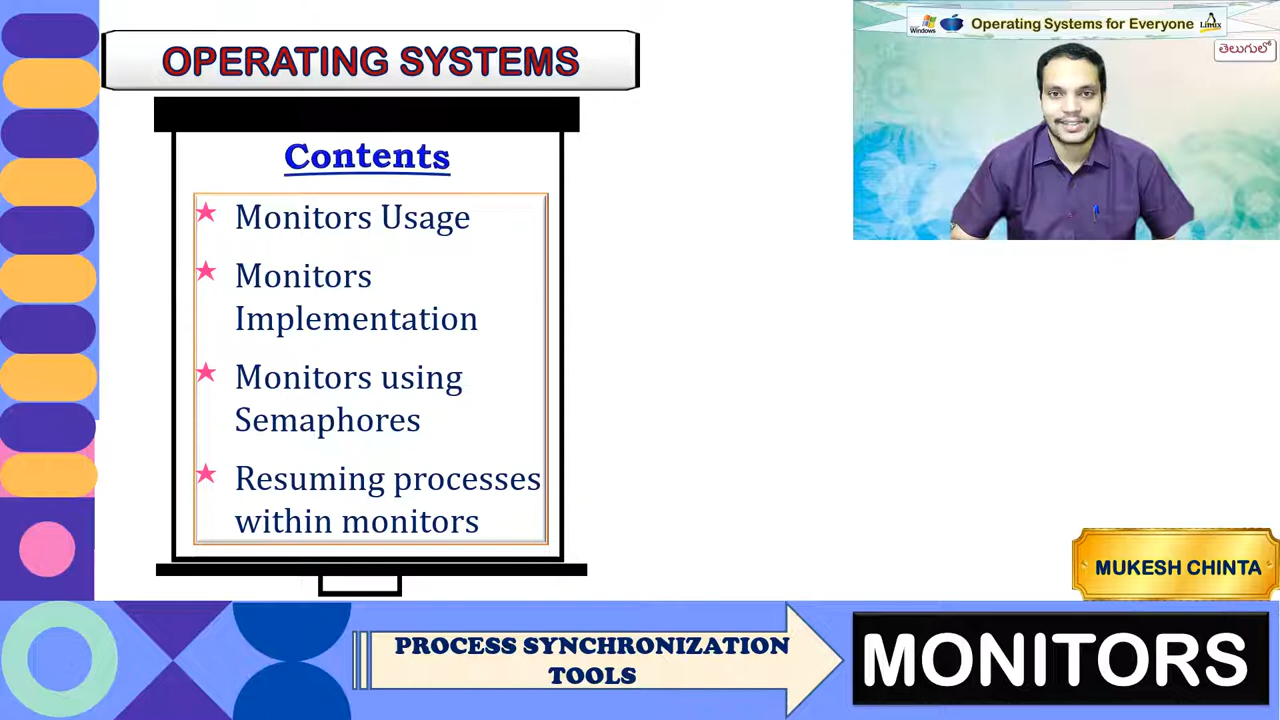 OPERATING SYSTEMS
Contents
Monitors Usage
Monitors
Implementation
Monitors using
Semaphores
Resuming processes
within monitors
Windows
Operating Systems for Everyone
Linux
తెలుగులో
MUKESH CHINTA
PROCESS SYNCHRONIZATION
TOOLS
MONITORS